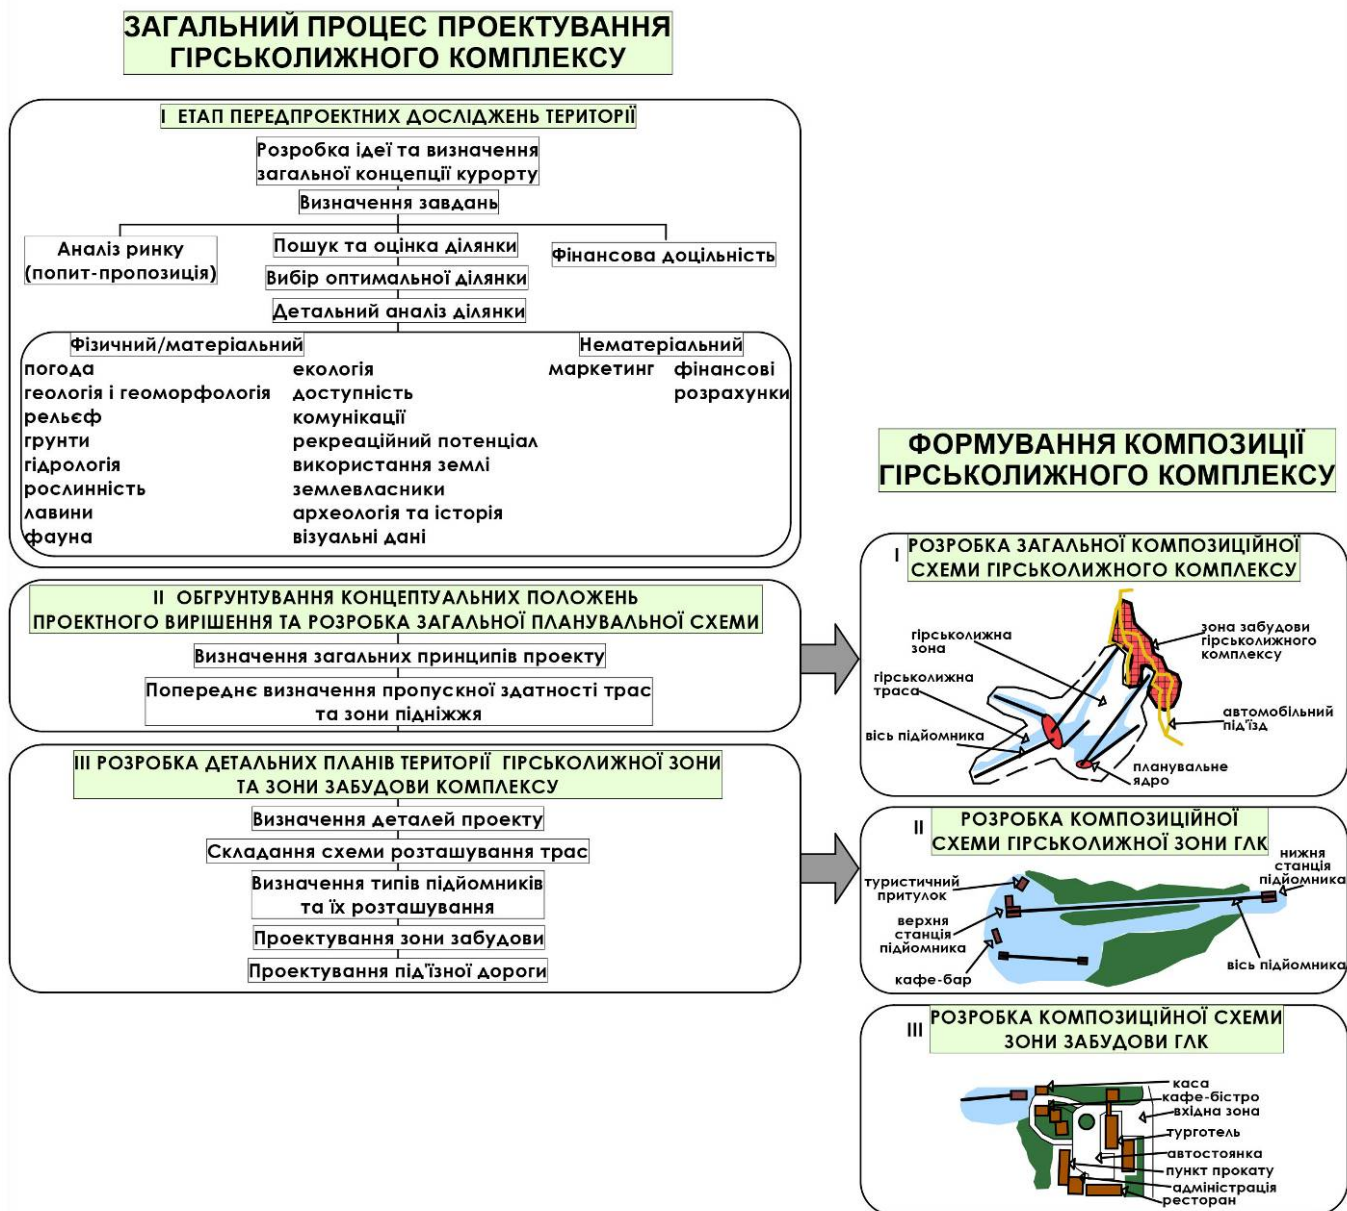 ЗАГАЛЬНИЙ ПРОЦЕС ПРОЕКТУВАННЯ
ГІРСЬКОЛИЖНОГО КОМПЛЕКСУ
I ЕТАП ПЕРЕДПРОЕКТНИХ ДОСЛІДЖЕНЬ ТЕРИТОРІЇ
Розробка ідеї та визначення
загальної концепції курорту
Визначення завдань
Аналіз ринку
(попит-пропозиція)
Пошук та оцінка ділянки
Фінансова доцільність
Вибір оптимальної ділянки
Детальний аналіз ділянки
Фізичний/матеріальний
погода
геологія і геоморфологія
рельєф
грунти
гідрологія
рослинність
лавини
фауна
екологія
доступність
комунікації
рекреаційний потенціал
використання землі
землевласники
археологія та історія
візуальні дані
Нематеріальний
маркетинг
фінансові
розрахунки
II ОБГРУНТУВАННЯ КОНЦЕПТУАЛЬНИХ ПОЛОЖЕНЬ
ПРОЕКТНОГО ВИРІШЕННЯ ТА РОЗРОБКА ЗАГАЛЬНОЇ ПЛАНУВАЛЬНОЇ СХЕМИ
Визначення загальних принципів проекту
Попереднє визначення пропускної здатності трас
та зони підніжжя
III РОЗРОБКА ДЕТАЛЬНИХ ПЛАНІВ ТЕРИТОРІЇ ГІРСЬКОЛИЖНОЇ ЗОНИ
ТА ЗОНИ ЗАБУДОВИ КОМПЛЕКСУ
Визначення деталей проекту
Складання схеми розташування трас
Визначення типів підйомників
та їх розташування
Проектування зони забудови
Проектування під'їзної дороги
ФОРМУВАННЯ КОМПОЗИЦІЇ
ГІРСЬКОЛИЖНОГО КОМПЛЕКСУ
I РОЗРОБКА ЗАГАЛЬНОЇ КОМПОЗИЦІЙНОЇ
СХЕМИ ГІРСЬКОЛИЖНОГО КОМПЛЕКСУ
гірськолижна
зона
гірськолижна
траса
вісь підйомника
зона забудови
гірськолижного
комплексу
автомобільний
під'їзд
планувальне
ядро
II РОЗРОБКА КОМПОЗИЦІЙНОЇ
СХЕМИ ГІРСЬКОЛИЖНОЇ ЗОНИ ГЛК
туристичний
притулок
верхня
станція
підйомника
кафе-бар
нижня
станція
підйомника
вісь підйомника
III РОЗРОБКА КОМПОЗИЦІЙНОЇ СХЕМИ
ЗОНИ ЗАБУДОВИ ГЛК
каса
кафе-бістро
вхідна зона
турготель
автостоянка
пункт прокату
адміністрація
ресторан